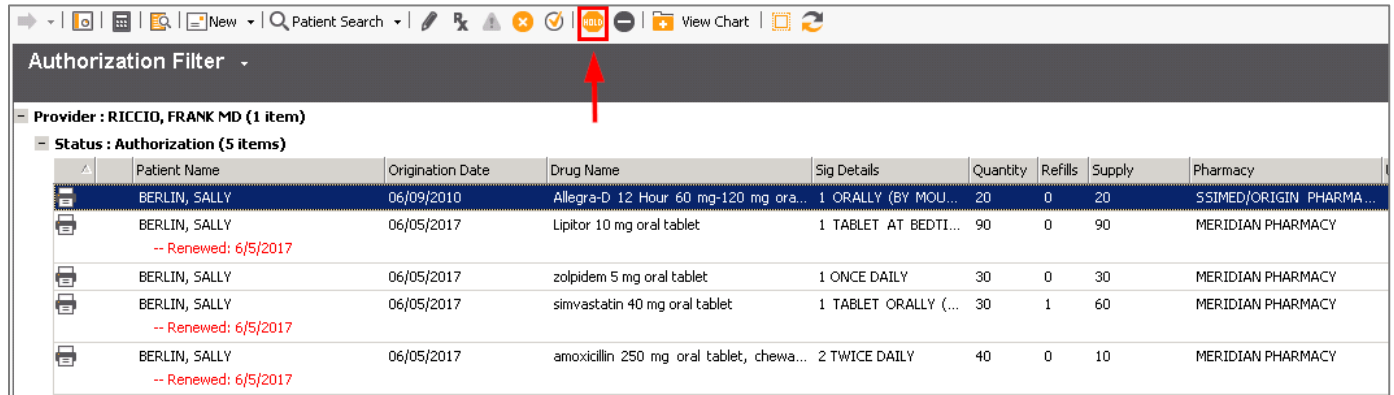 New Patient Search Rx HOLD View Chart
Authorization Filter
Provider : RICCIO, FRANK MD (1 item)
Status : Authorization (5 items)
Patient Name Origination Date Drug Name Sig Details Quantity Refills Supply Pharmacy
BERLIN, SALLY 06/09/2010 Allegra-D 12 Hour 60 mg-120 mg ora... 1 ORALLY (BY MOU... 20 0 20 SSIMED/ORIGIN PHARMA...
BERLIN, SALLY 06/05/2017 Lipitor 10 mg oral tablet 1 TABLET AT BEDTI... 90 0 90 MERIDIAN PHARMACY
-- Renewed: 6/5/2017
BERLIN, SALLY 06/05/2017 zolpidem 5 mg oral tablet 1 ONCE DAILY 30 0 30 MERIDIAN PHARMACY
BERLIN, SALLY 06/05/2017 simvastatin 40 mg oral tablet 1 TABLET ORALLY (... 30 1 60 MERIDIAN PHARMACY
-- Renewed: 6/5/2017
BERLIN, SALLY 06/05/2017 amoxicillin 250 mg oral tablet, chewa... 2 TWICE DAILY 40 0 10 MERIDIAN PHARMACY
-- Renewed: 6/5/2017